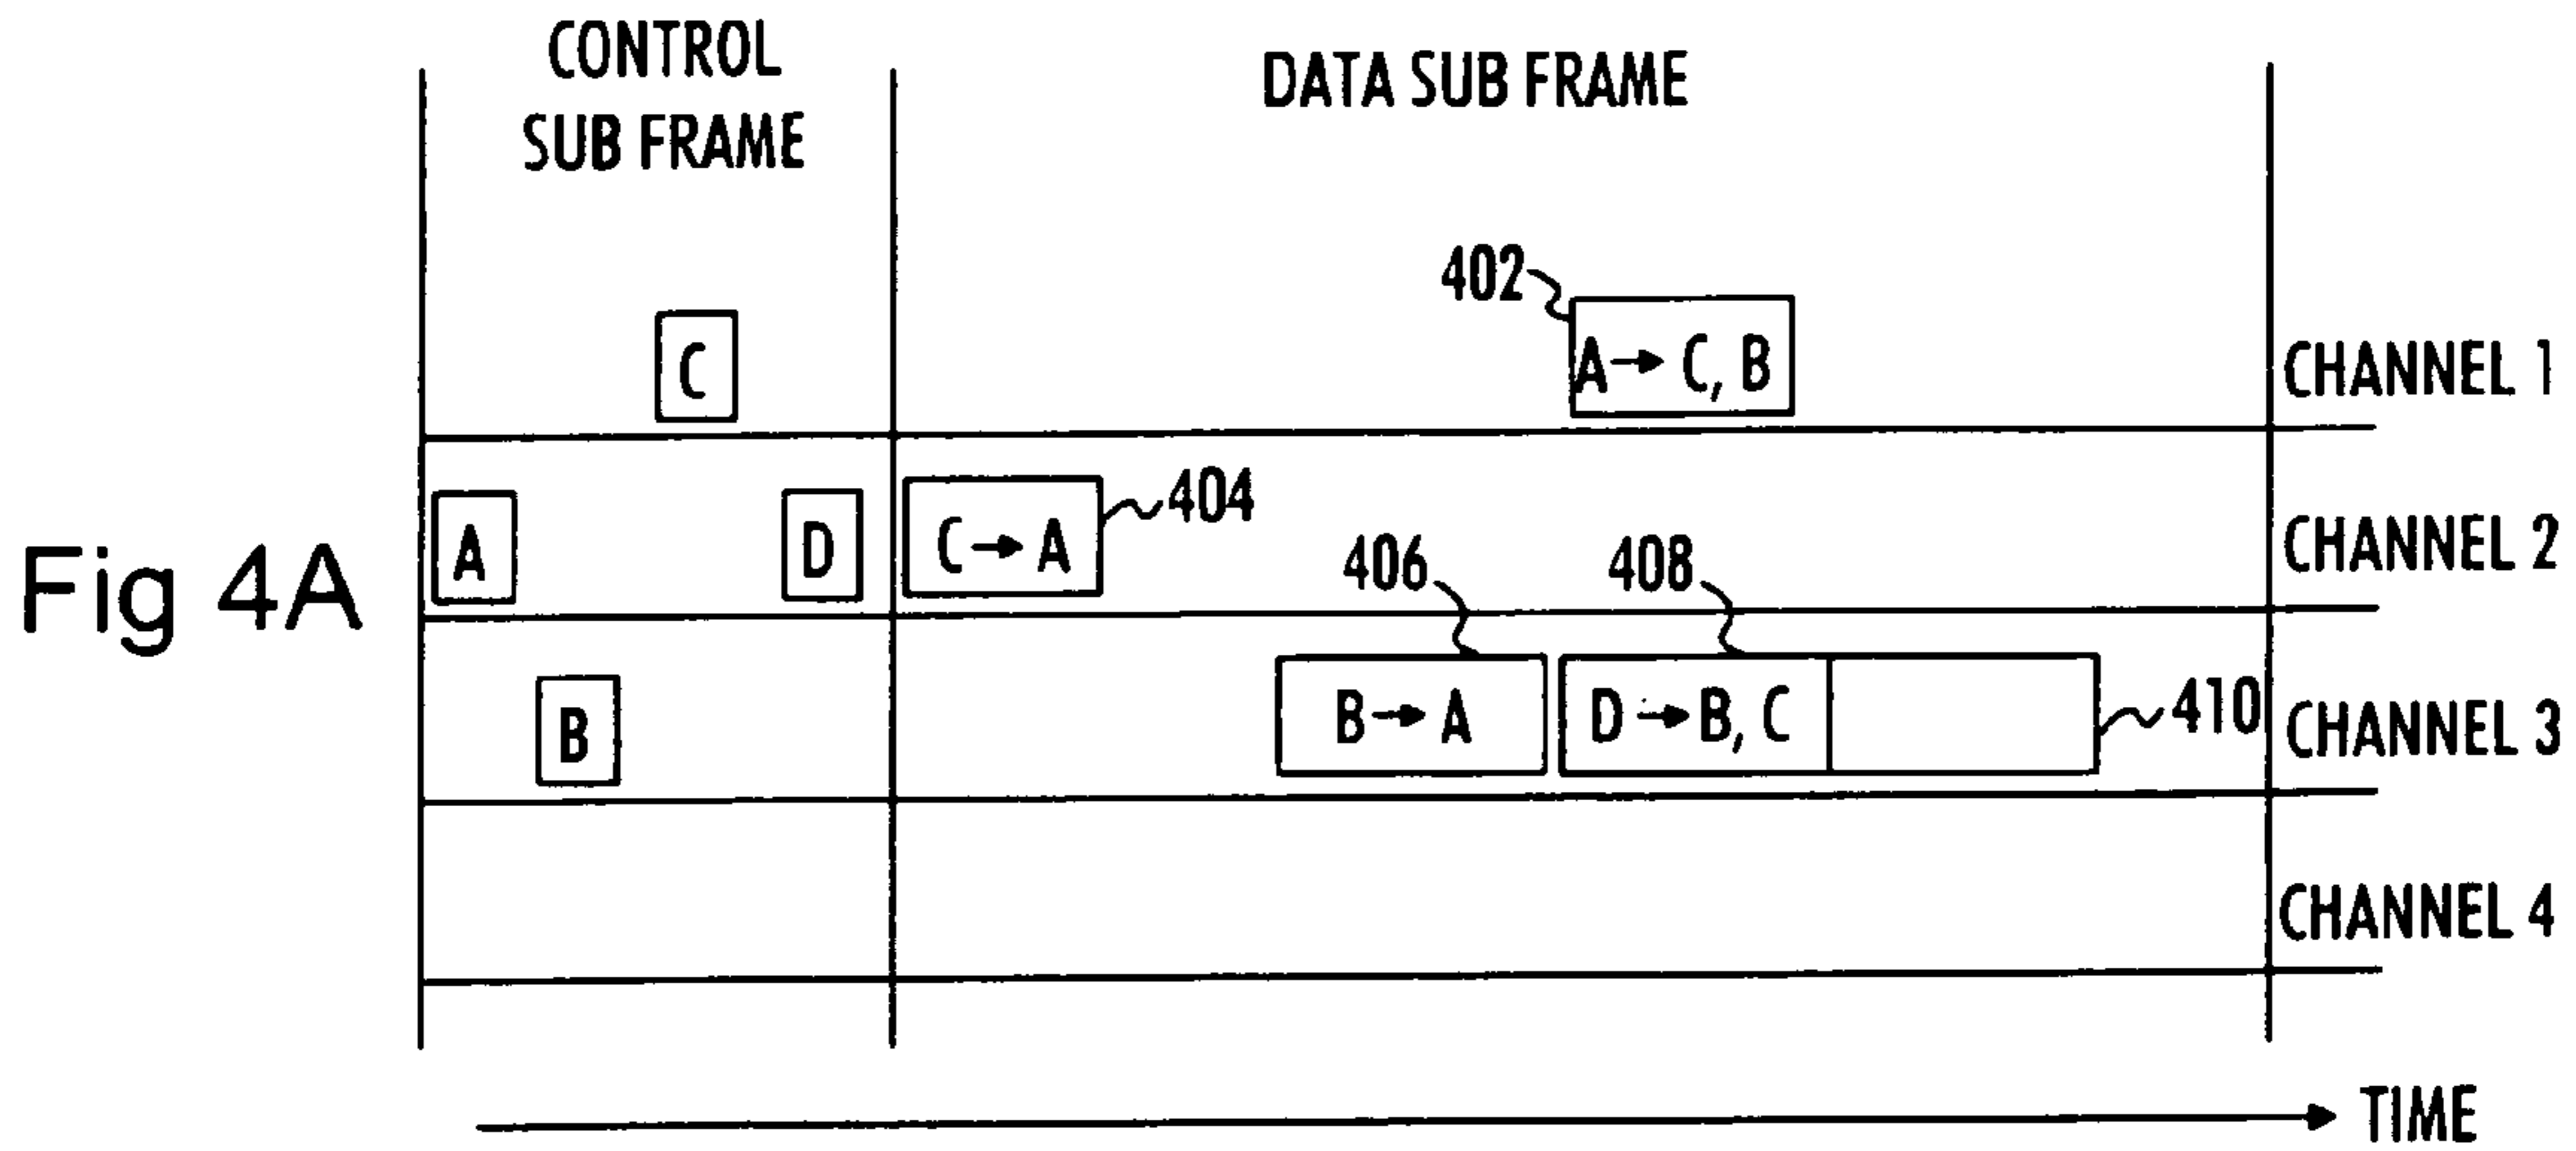 CONTROL
SUB FRAME
DATA SUB FRAME
402
C
A→ C, B
CHANNEL 1
A
D
C→ A
404
CHANNEL 2
Fig 4A
406
408
B
B→ A
D→B, C
410
CHANNEL 3
CHANNEL 4
TIME